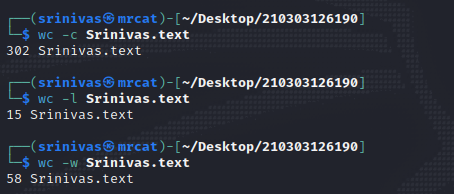 ┌──(srinivas㉿mrcat)-[~/Desktop/210303126190]
└─$ wc -c Srinivas.text
302 Srinivas.text
┌──(srinivas㉿mrcat)-[~/Desktop/210303126190]
└─$ wc -l Srinivas.text
15 Srinivas.text
┌──(srinivas㉿mrcat)-[~/Desktop/210303126190]
└─$ wc -w Srinivas.text
58 Srinivas.text